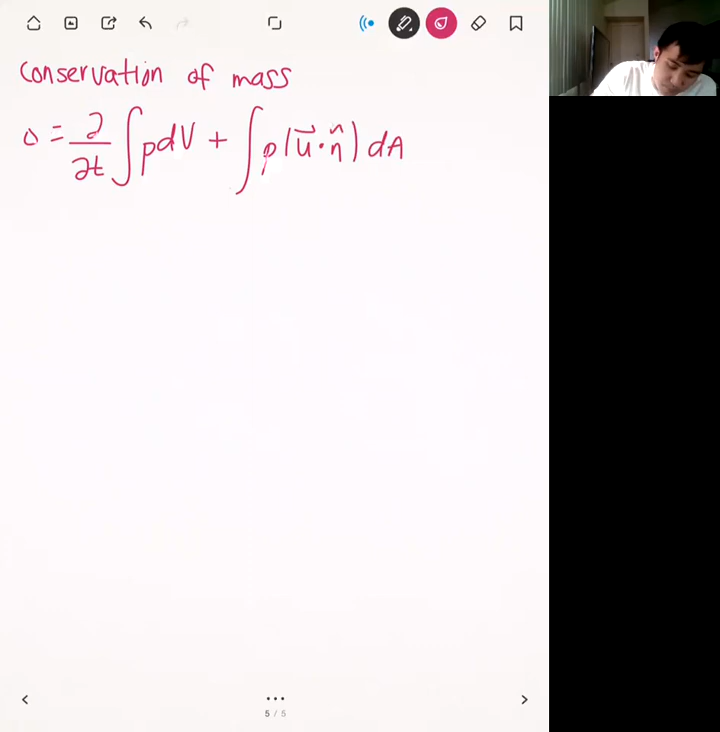 Conservation of mass
0 = ∂/∂t ∫ρdV + ∫ρ(u⃗·n̂) dA
5 / 5